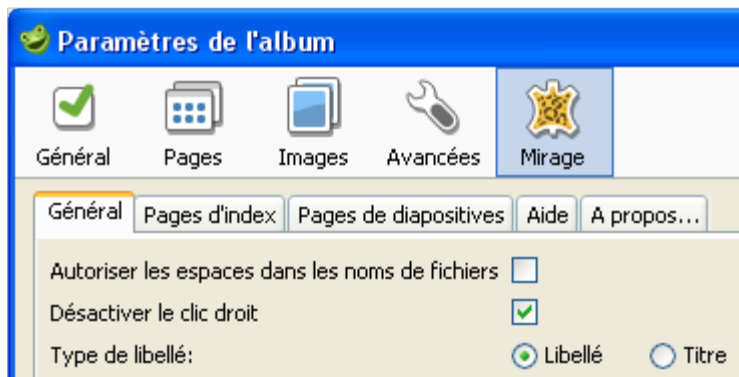 Paramètres de l'album
Général Pages Images Avancées Mirage
Général Pages d'index Pages de diapositives Aide A propos...
Autoriser les espaces dans les noms de fichiers
Désactiver le clic droit
Type de libellé: Libellé Titre